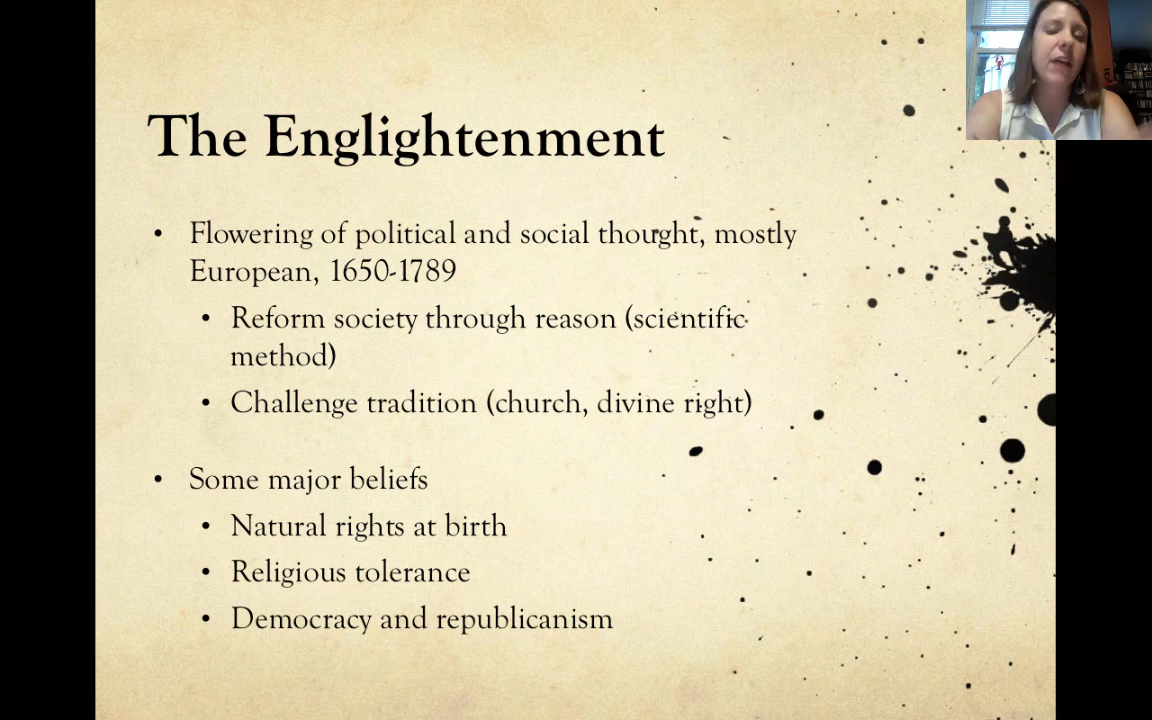 The Englightenment
• Flowering of political and social thought, mostly
European, 1650-1789
• Reform society through reason (scientific
method)
• Challenge tradition (church, divine right)
• Some major beliefs
• Natural rights at birth
• Religious tolerance
• Democracy and republicanism